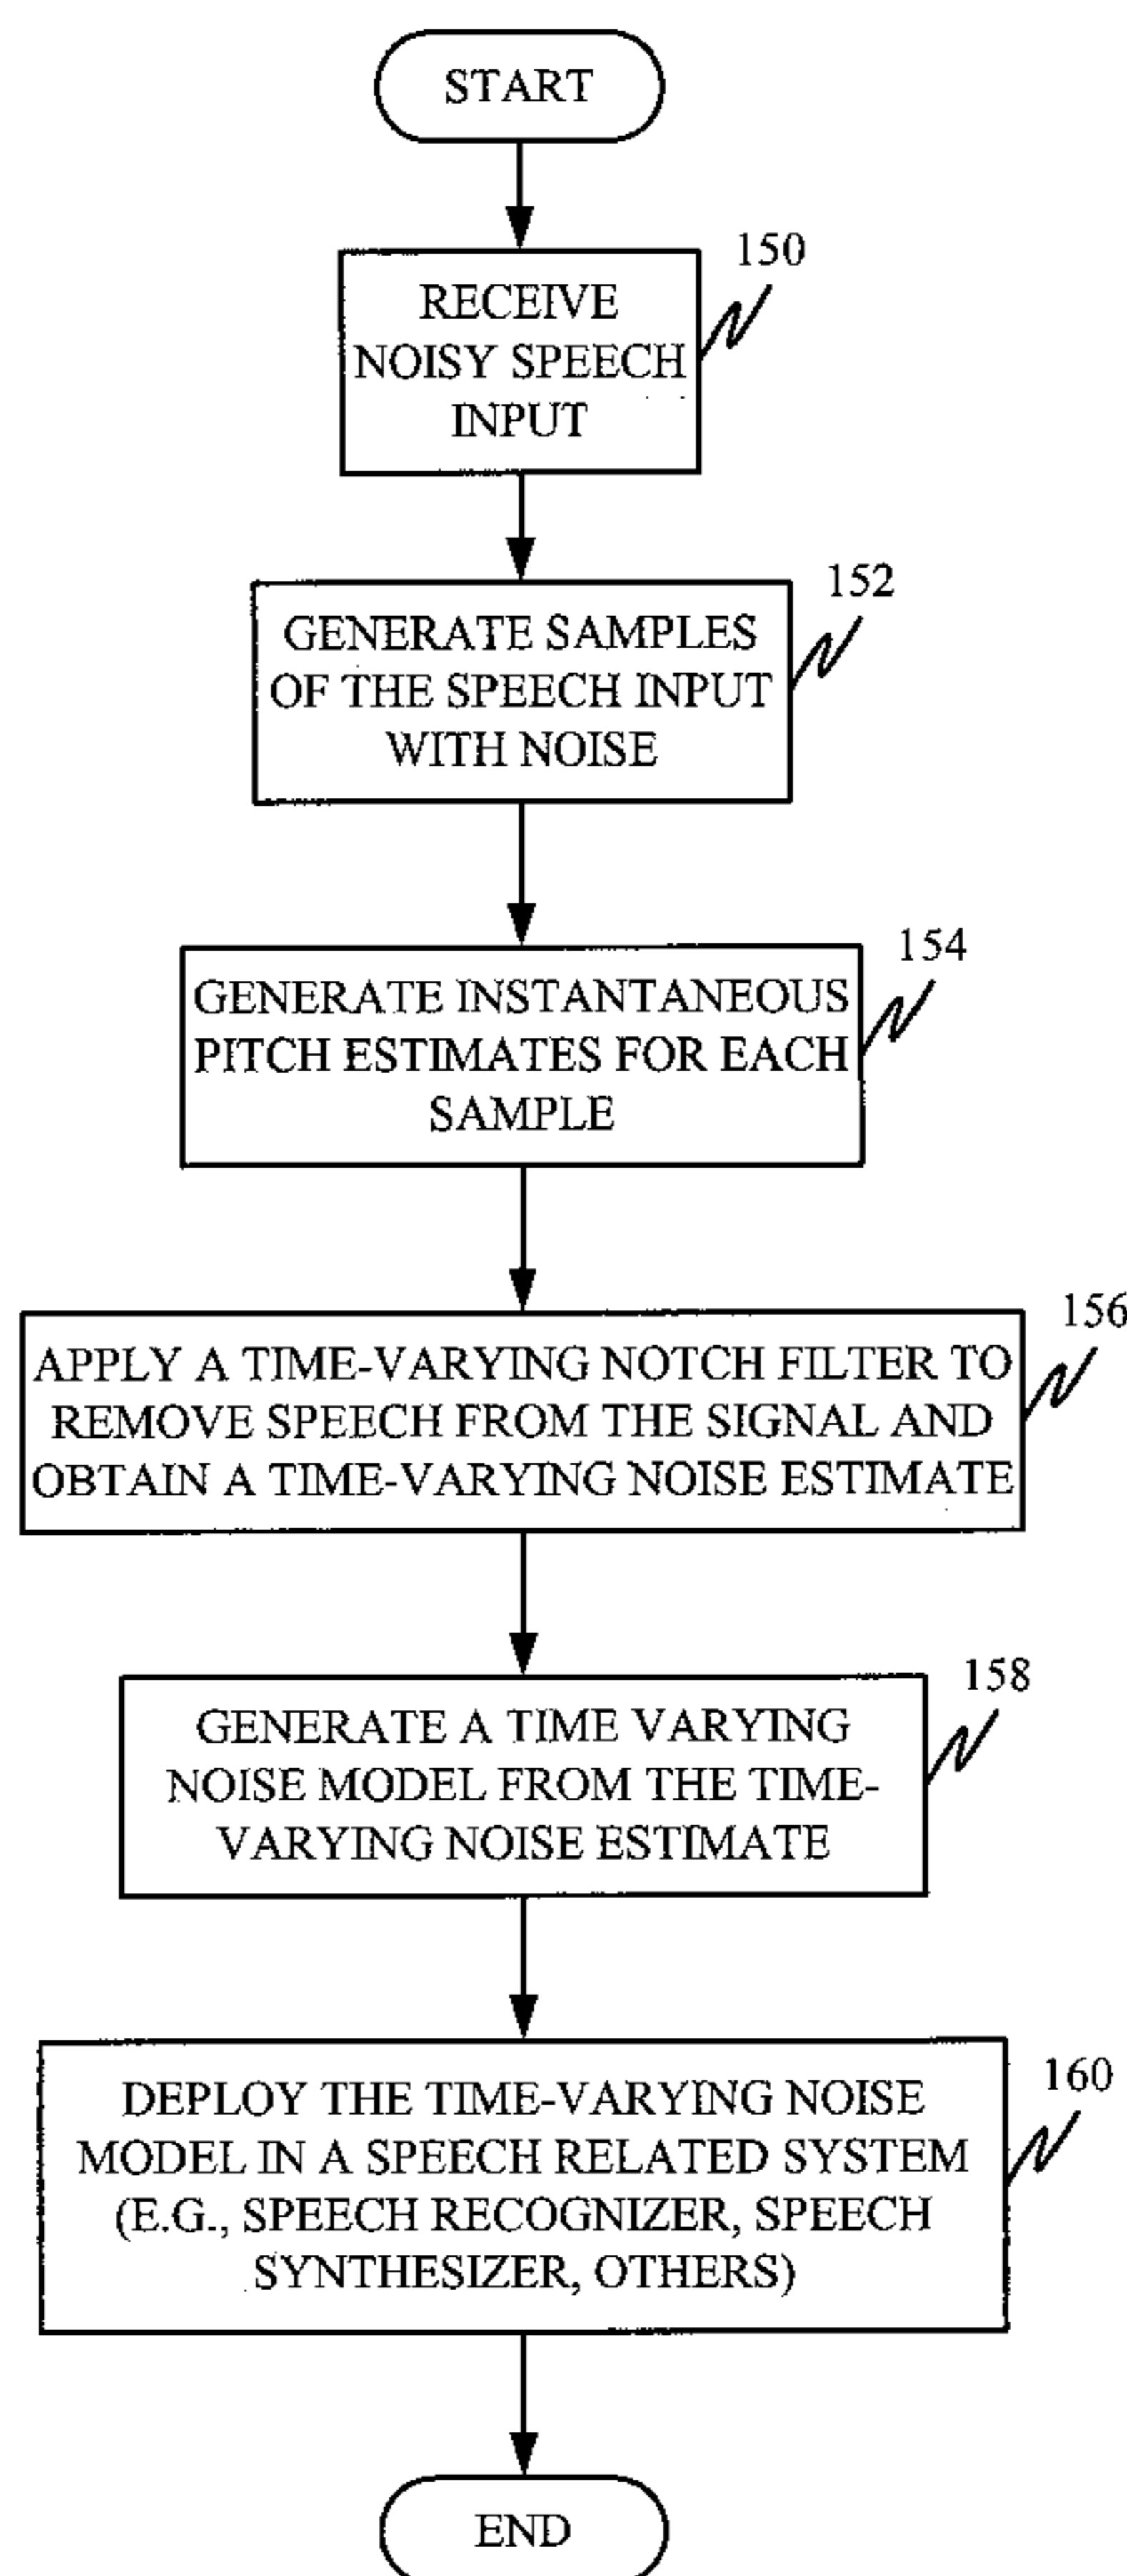 START
150
RECEIVE
NOISY SPEECH
INPUT
152
GENERATE SAMPLES
OF THE SPEECH INPUT
WITH NOISE
154
GENERATE INSTANTANEOUS
PITCH ESTIMATES FOR EACH
SAMPLE
156
APPLY A TIME-VARYING NOTCH FILTER TO
REMOVE SPEECH FROM THE SIGNAL AND
OBTAIN A TIME-VARYING NOISE ESTIMATE
158
GENERATE A TIME VARYING
NOISE MODEL FROM THE TIME-
VARYING NOISE ESTIMATE
160
DEPLOY THE TIME-VARYING NOISE
MODEL IN A SPEECH RELATED SYSTEM
(E.G., SPEECH RECOGNIZER, SPEECH
SYNTHESIZER, OTHERS)
END